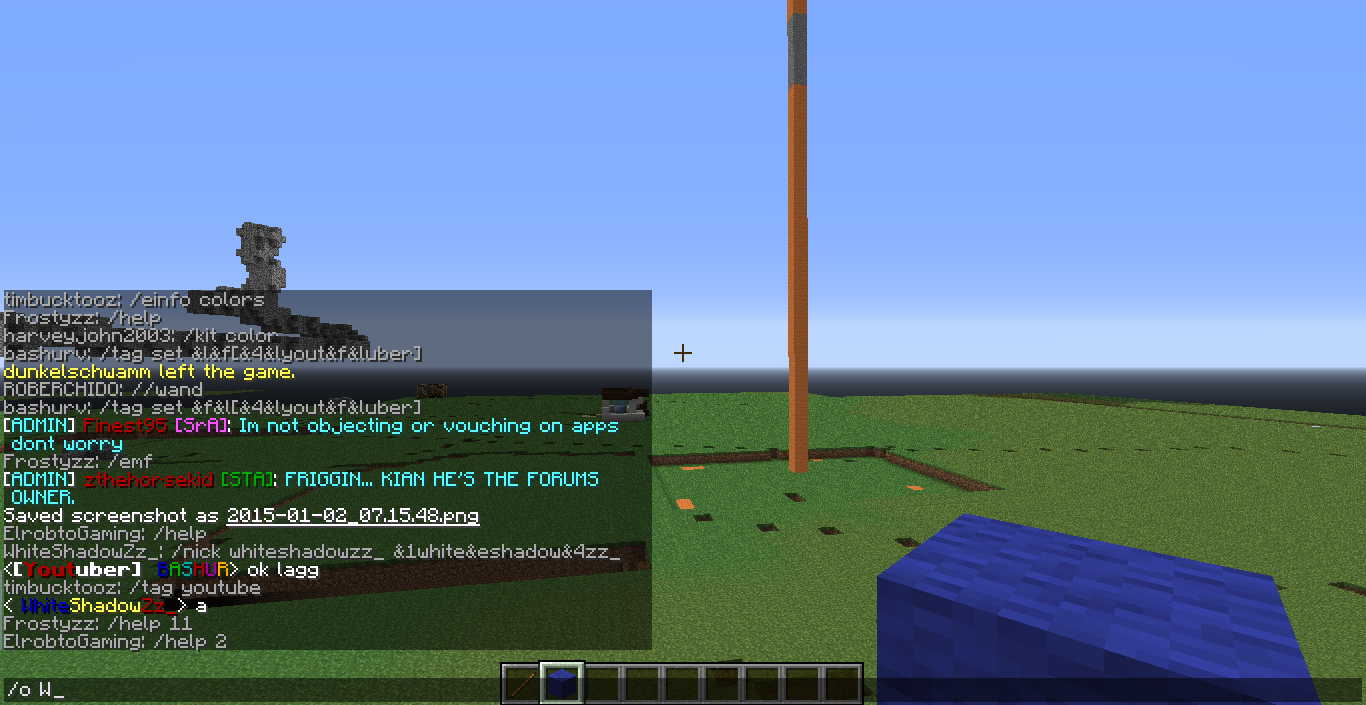 timbucktooz: /einfo colors
Frostyzz: /help
harveyjohn2003: /kit color
bashurv: /tag set &l&f[&4&lyout&f&luber]
dunkelschwamm left the game.
ROBERCHIDO: //wand
bashurv: /tag set &f&l[&4&lyout&f&luber]
[ADMIN] Finest95 [SrA]: Im not objecting or vouching on apps
dont worry
Frostyzz: /emf
[ADMIN] zthehorsekid [STA]: FRIGGIN... KIAN HE'S THE FORUMS
OWNER.
Saved screenshot as 2015-01-02_07.15.48.png
ElrobtoGaming: /help
WhiteShadowZz_: /nick whiteshadowzz_ &1white&eshadow&4zz_
<[Youtuber] BASHUR> ok lagg
timbucktooz: /tag youtube
< WhiteShadowZz_> a
Frostyzz: /help 11
ElrobtoGaming: /help 2
/o W_